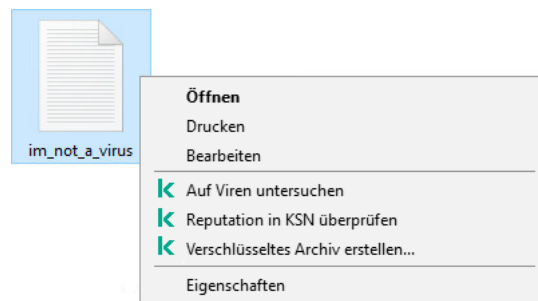 im_not_a_virus
Öffnen
Drucken
Bearbeiten
Auf Viren untersuchen
Reputation in KSN überprüfen
Verschlüsseltes Archiv erstellen...
Eigenschaften